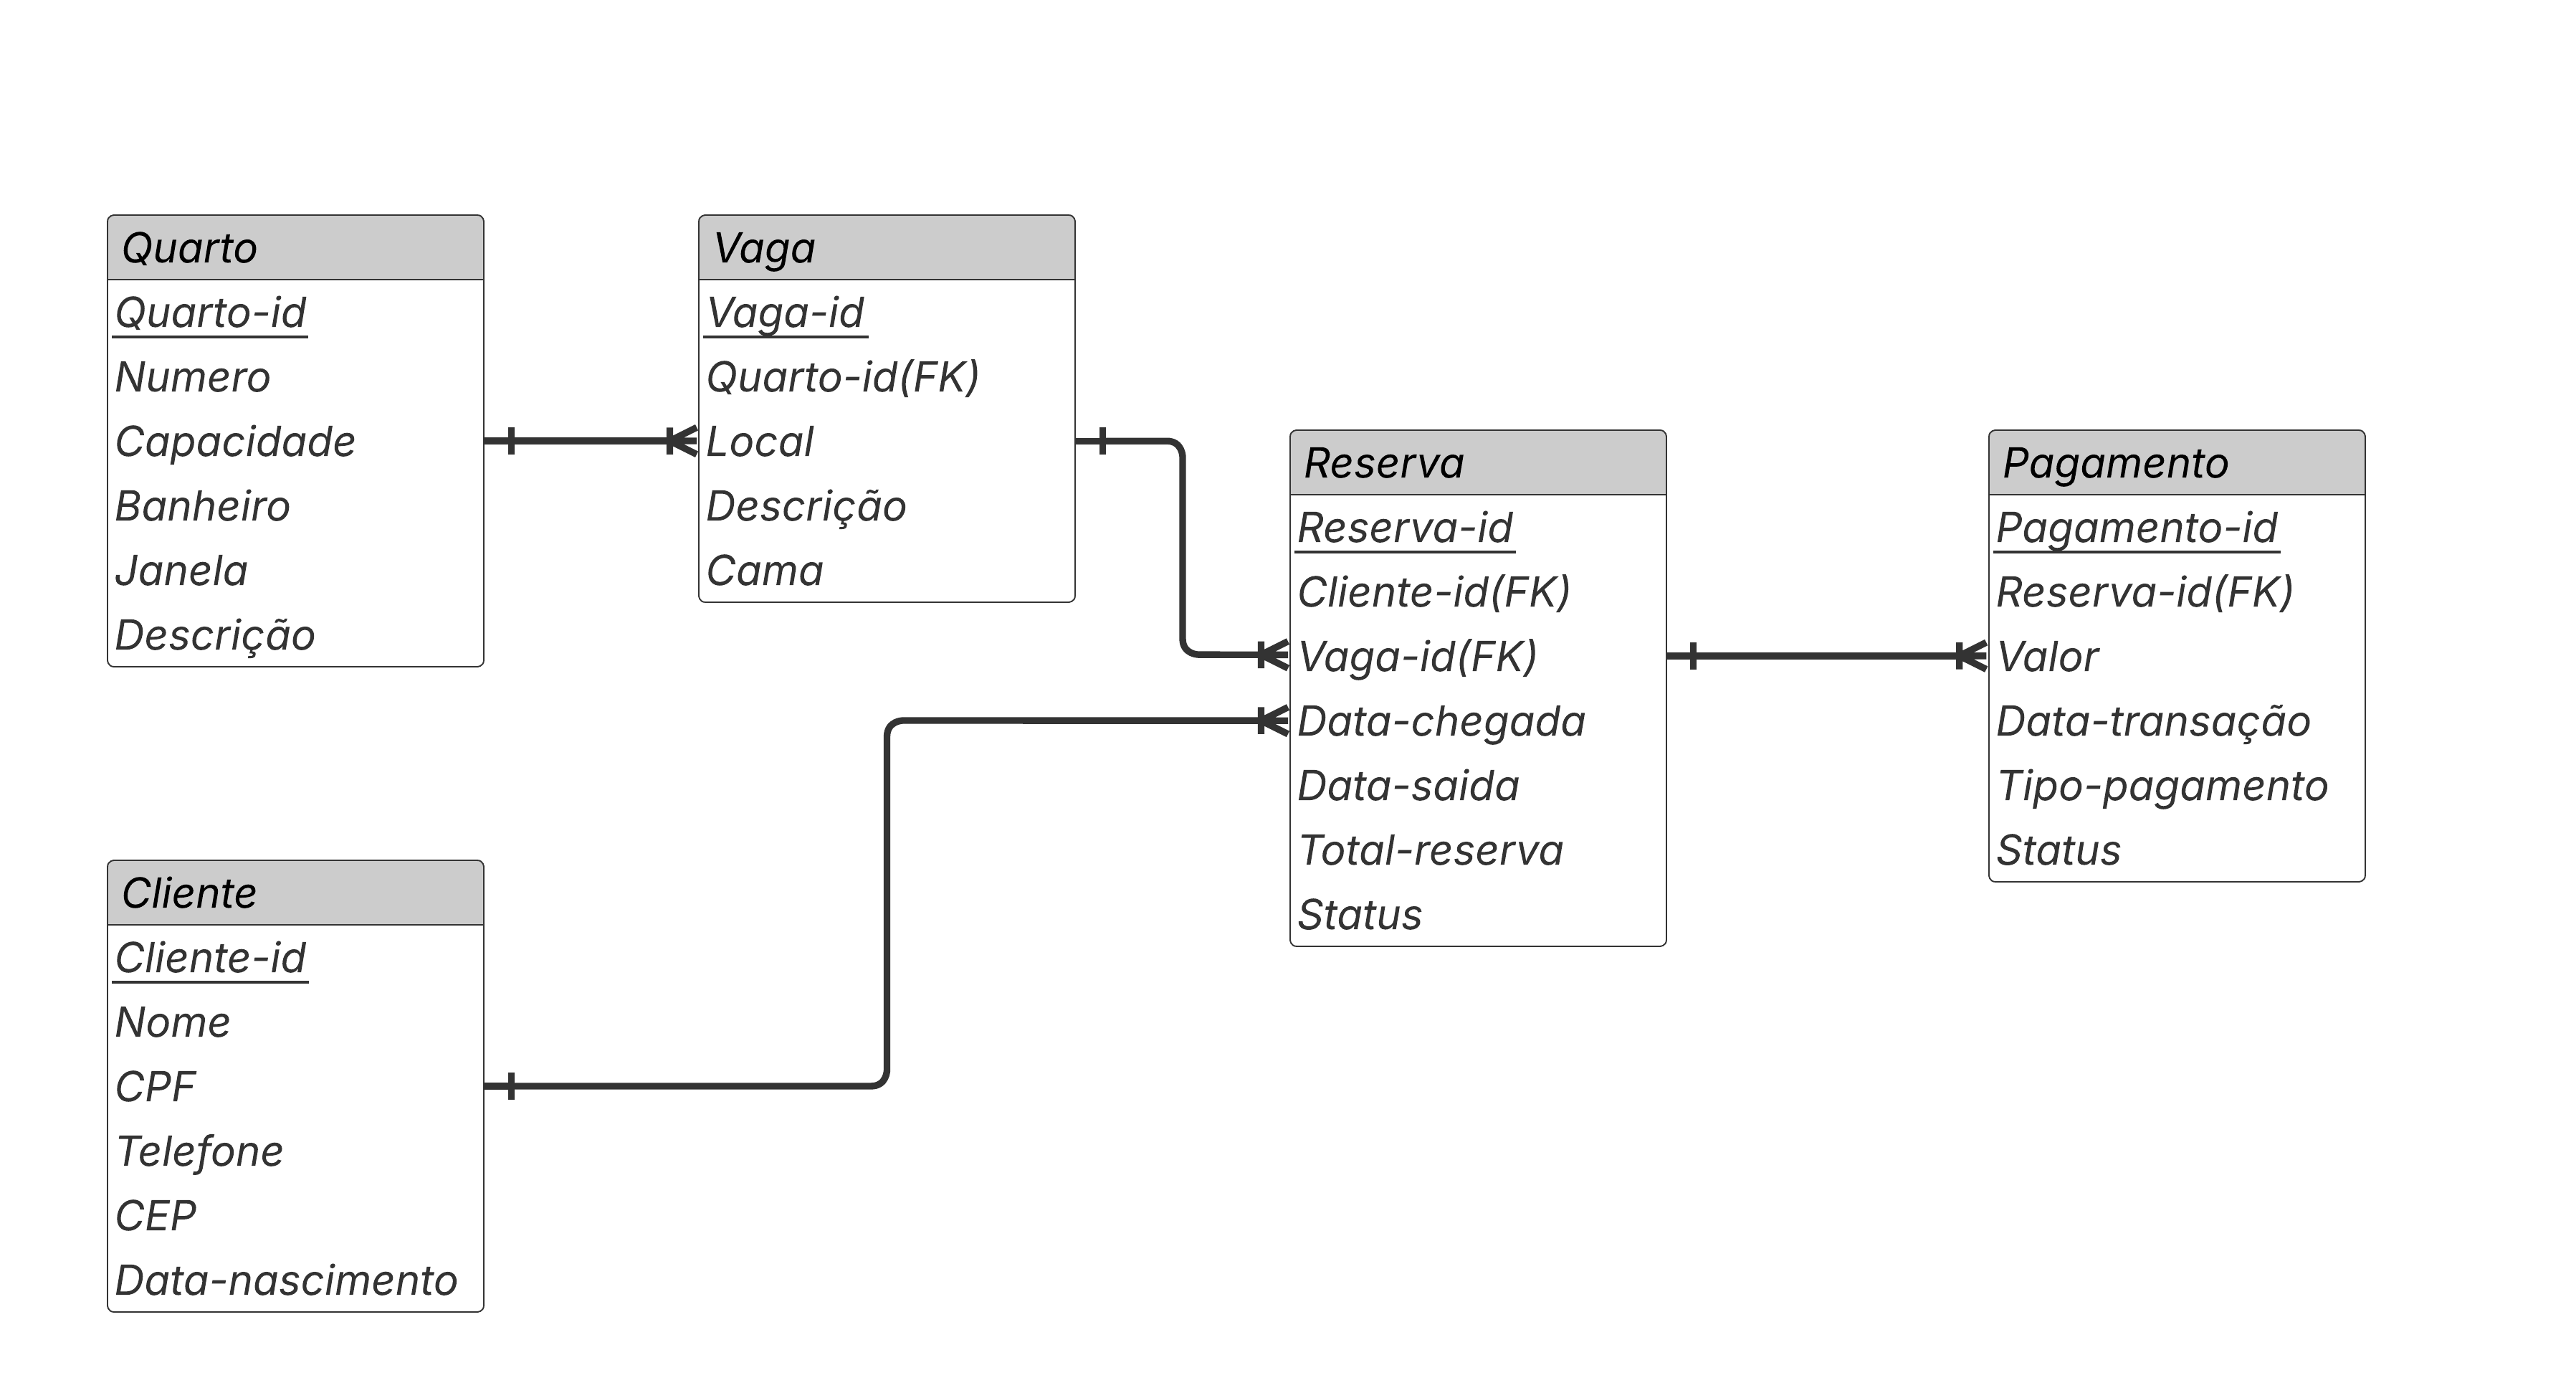 Quarto
Quarto-id
Numero
Capacidade
Banheiro
Janela
Descrição
Vaga
Vaga-id
Quarto-id(FK)
Local
Descrição
Cama
Reserva
Reserva-id
Cliente-id(FK)
Vaga-id(FK)
Data-chegada
Data-saida
Total-reserva
Status
Pagamento
Pagamento-id
Reserva-id(FK)
Valor
Data-transação
Tipo-pagamento
Status
Cliente
Cliente-id
Nome
CPF
Telefone
CEP
Data-nascimento